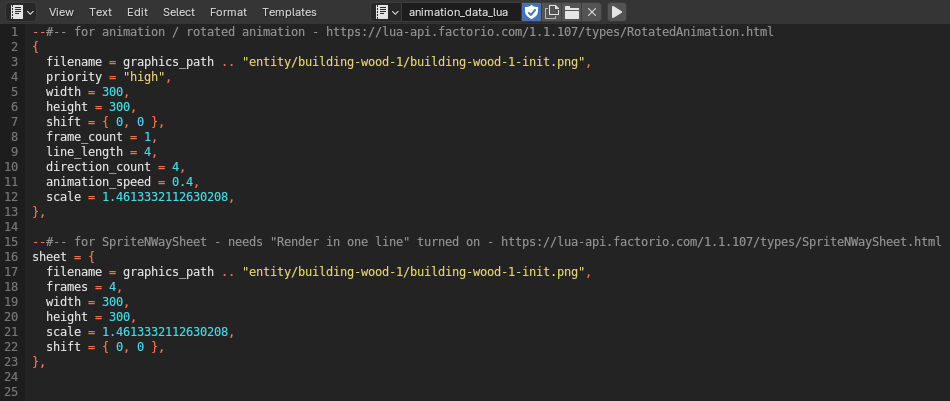 View Text Edit Select Format Templates animation_data_lua
1 --#-- for animation / rotated animation - https://lua-api.factorio.com/1.1.107/types/RotatedAnimation.html
2 {
3   filename = graphics_path .. "entity/building-wood-1/building-wood-1-init.png",
4   priority = "high",
5   width = 300,
6   height = 300,
7   shift = { 0, 0 },
8   frame_count = 1,
9   line_length = 4,
10   direction_count = 4,
11   animation_speed = 0.4,
12   scale = 1.4613332112630208,
13 },
14
15 --#-- for SpriteNWaySheet - needs "Render in one line" turned on - https://lua-api.factorio.com/1.1.107/types/SpriteNWaySheet.html
16 sheet = {
17   filename = graphics_path .. "entity/building-wood-1/building-wood-1-init.png",
18   frames = 4,
19   width = 300,
20   height = 300,
21   scale = 1.4613332112630208,
22   shift = { 0, 0 },
23 },
24
25